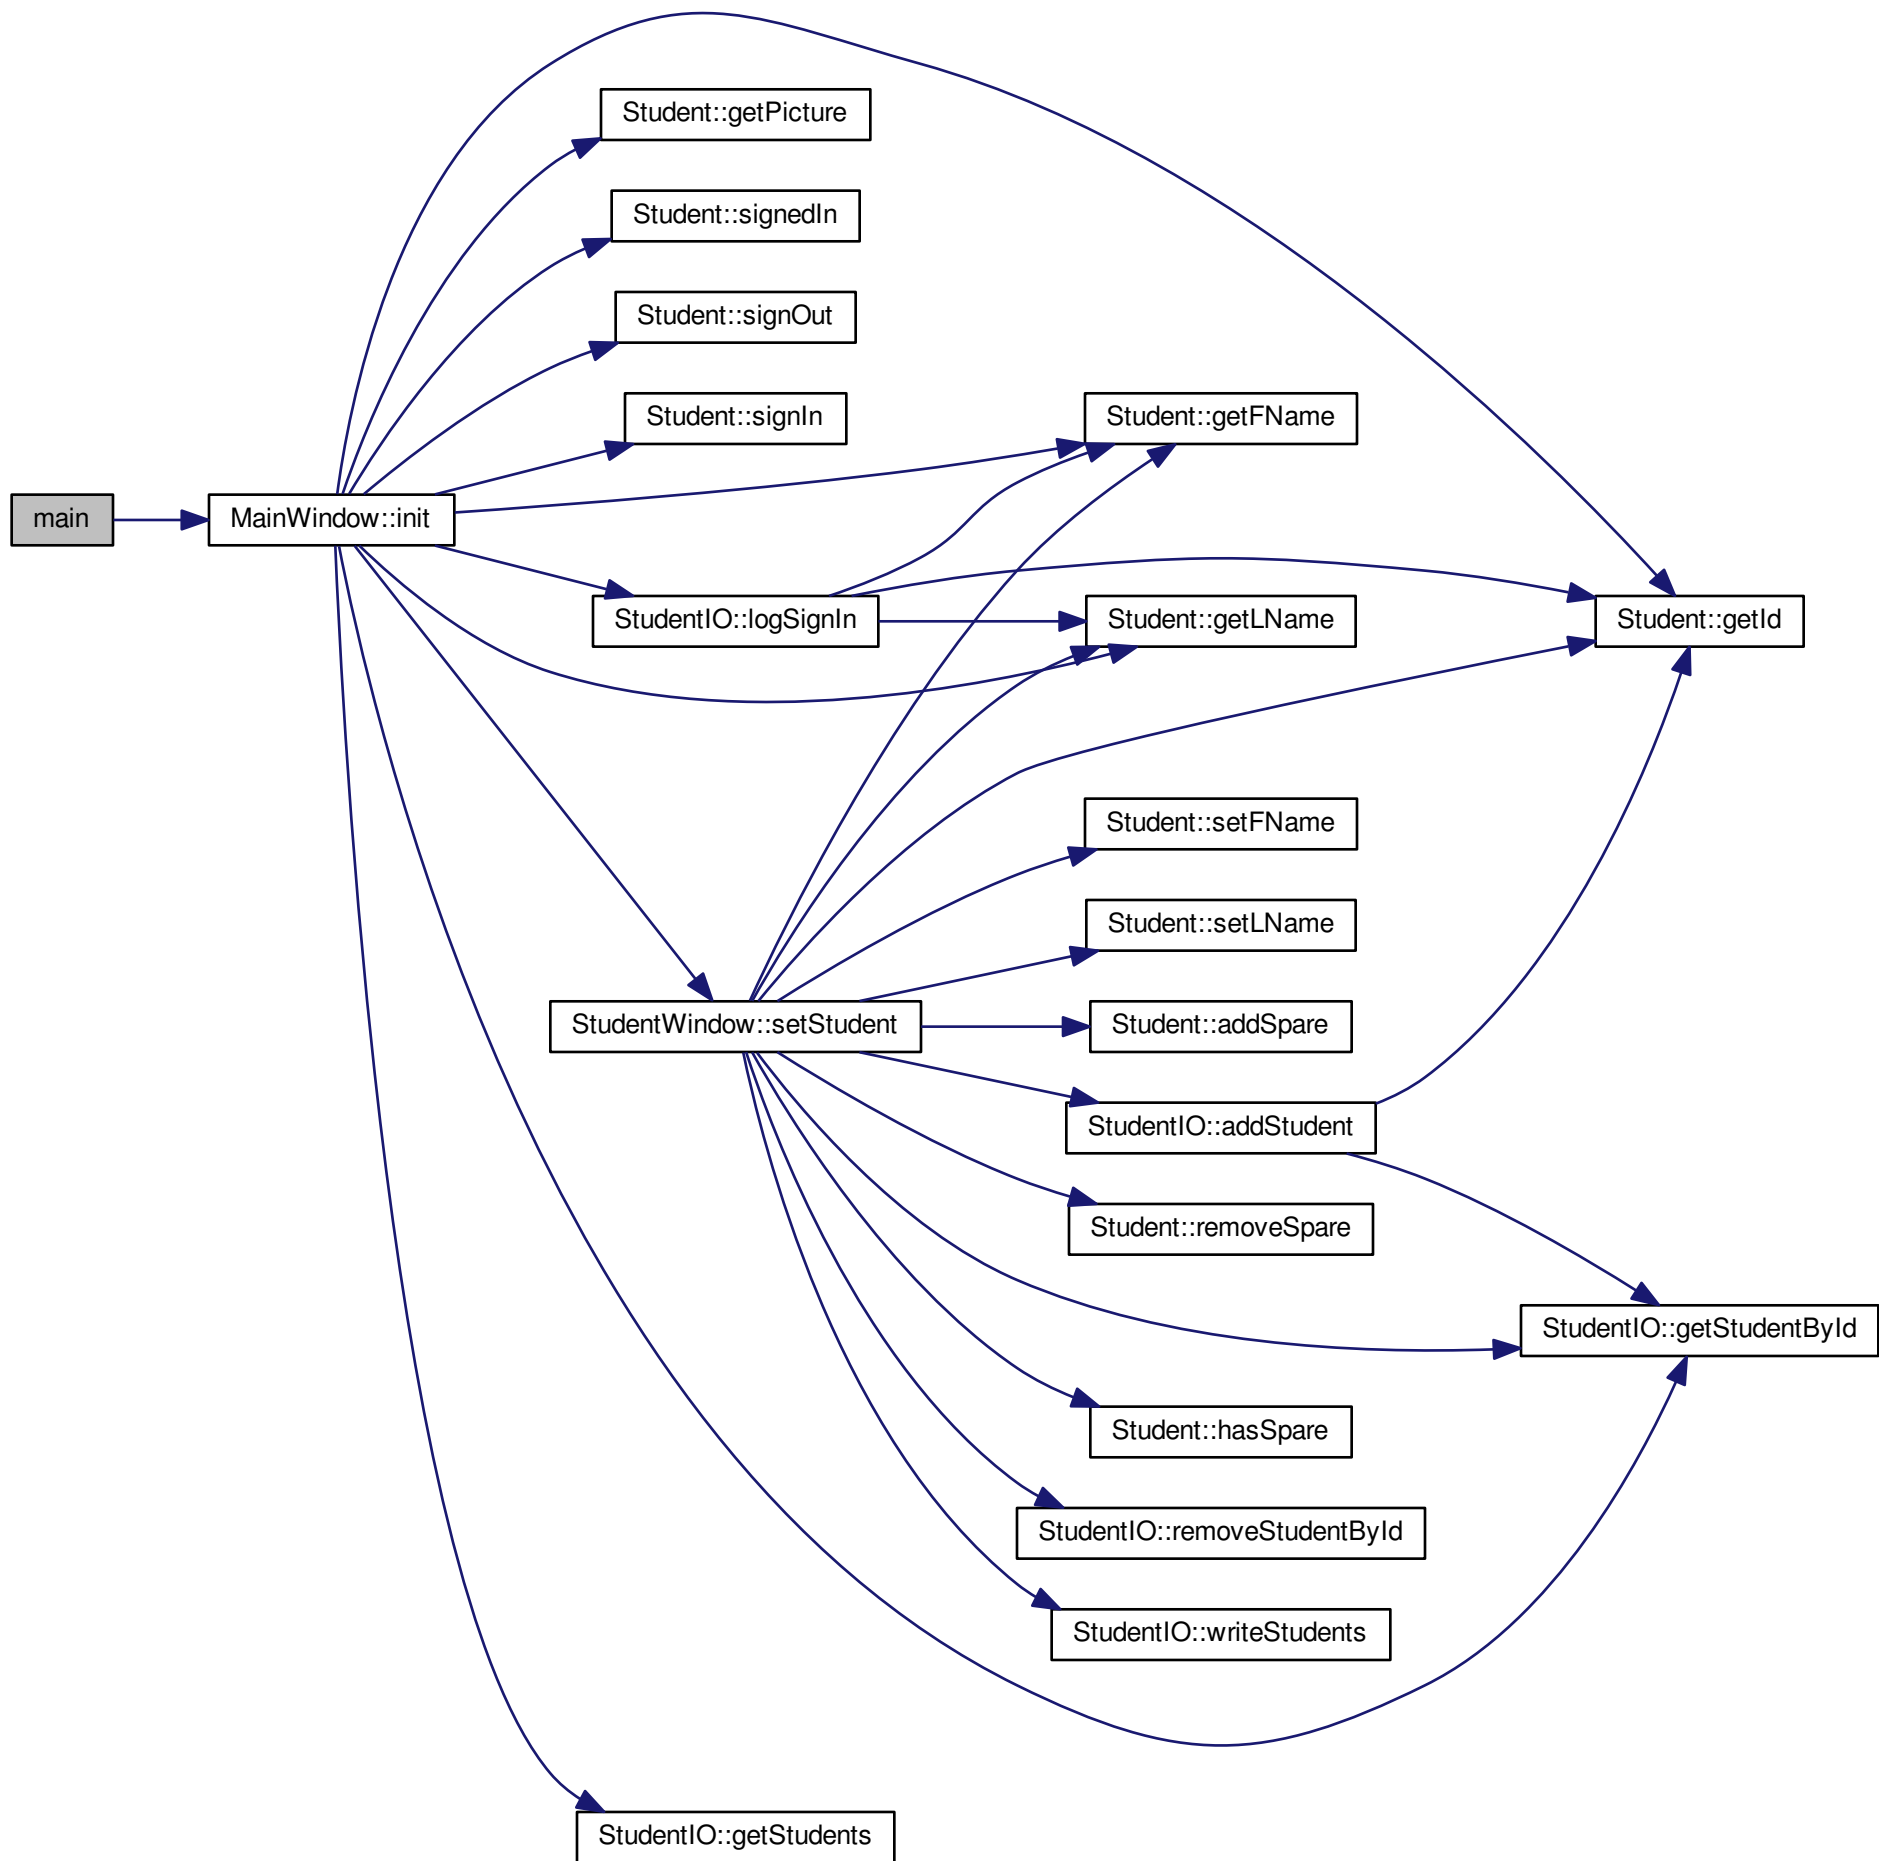 Student::getPicture
Student::signedIn
Student::signOut
Student::signIn
Student::getFName
main
MainWindow::init
StudentIO::logSignIn
Student::getLName
Student::getId
Student::setFName
Student::setLName
StudentWindow::setStudent
Student::addSpare
StudentIO::addStudent
Student::removeSpare
StudentIO::getStudentById
Student::hasSpare
StudentIO::removeStudentById
StudentIO::writeStudents
StudentIO::getStudents